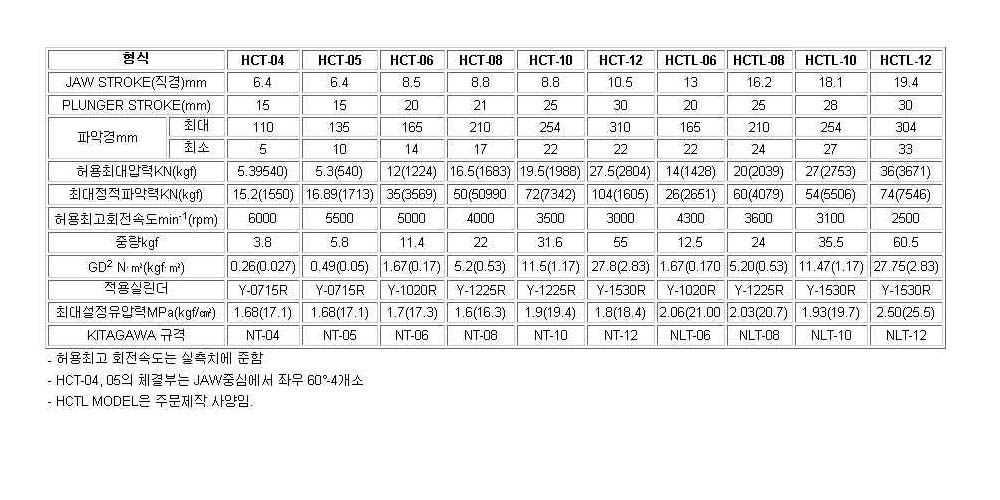 형식 HCT-04 HCT-05 HCT-06 HCT-08 HCT-10 HCT-12 HCTL-06 HCTL-08 HCTL-10 HCTL-12
JAW STROKE(직경)mm 6.4 6.4 8.5 8.8 8.8 10.5 13 16.2 18.1 19.4
PLUNGER STROKE(mm) 15 15 20 21 25 30 20 25 28 30
파악경mm 최대 110 135 165 210 254 310 165 210 254 304
최소 5 10 14 17 22 22 22 24 27 33
허용최대압력KN(kgf) 5.39540) 5.3(540) 12(1224) 16.5(1683) 19.5(1988) 27.5(2804) 14(1428) 20(2039) 27(2753) 36(3671)
최대정적파악력KN(kgf) 15.2(1550) 16.89(1713) 35(3569) 50(50990 72(7342) 104(1605) 26(2651) 60(4079) 54(5506) 74(7546)
허용최고회전속도min⁻¹(rpm) 6000 5500 5000 4000 3500 3000 4300 3600 3100 2500
중량kgf 3.8 5.8 11.4 22 31.6 55 12.5 24 35.5 60.5
GD² N·㎡(kgf·㎡) 0.26(0.027) 0.49(0.05) 1.67(0.17) 5.2(0.53) 11.5(1.17) 27.8(2.83) 1.67(0.170 5.20(0.53) 11.47(1.17) 27.75(2.83)
적용실린더 Y-0715R Y-0715R Y-1020R Y-1225R Y-1225R Y-1530R Y-1020R Y-1225R Y-1530R Y-1530R
최대설정유압력MPa(kgf/㎠) 1.68(17.1) 1.68(17.1) 1.7(17.3) 1.6(16.3) 1.9(19.4) 1.8(18.4) 2.06(21.00 2.03(20.7) 1.93(19.7) 2.50(25.5)
KITAGAWA 규격 NT-04 NT-05 NT-06 NT-08 NT-10 NT-12 NLT-06 NLT-08 NLT-10 NLT-12
- 허용최고 회전속도는 실측치에 준함
- HCT-04, 05의 체결부는 JAW중심에서 좌우 60°-4개소
- HCTL MODEL은 주문제작 사양임.